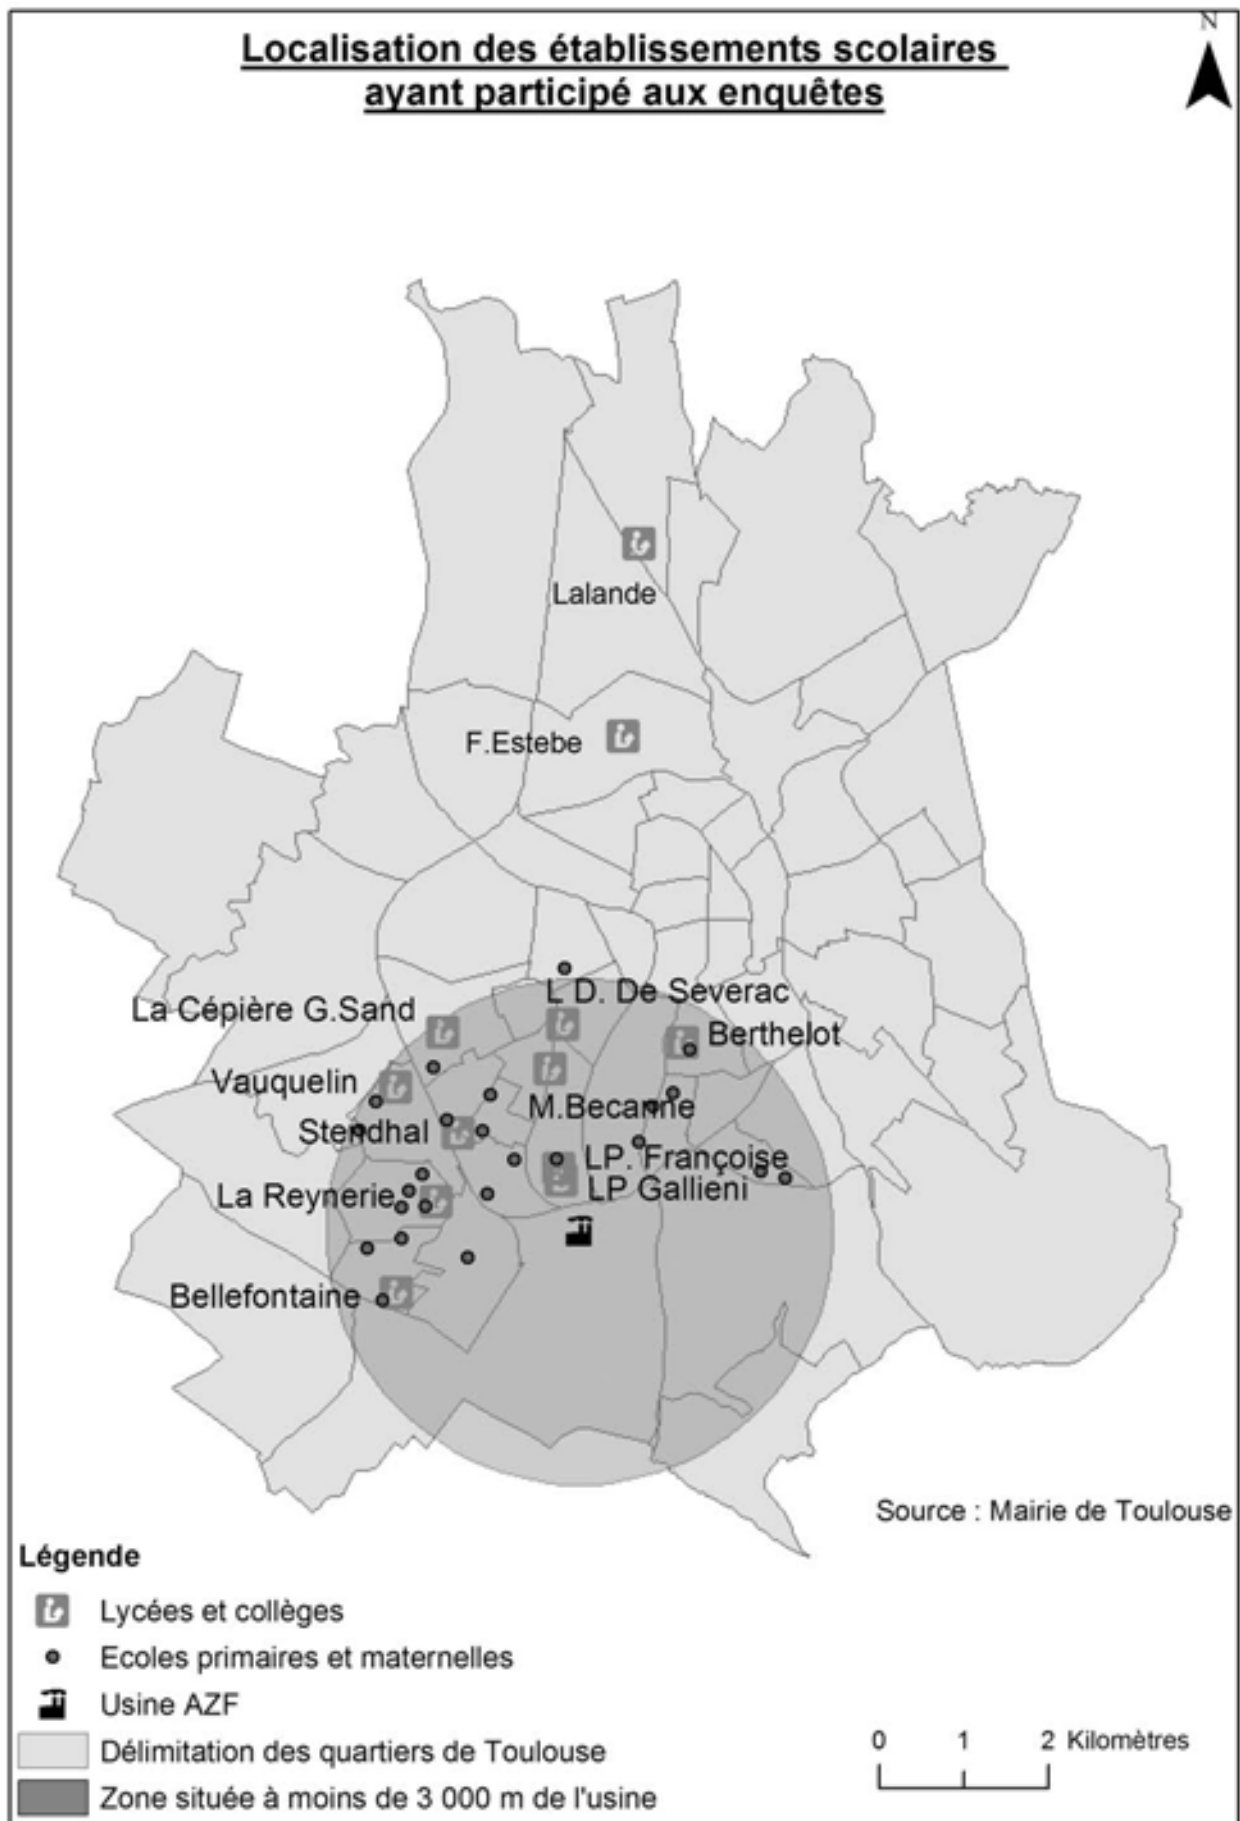 N
Localisation des établissements scolaires
ayant participé aux enquêtes
Lalande
F.Estebe
L D. De Severac
La Cépière G.Sand
Berthelot
Vauquelin
M.Becanne
Stendhal
LP. Françoise
LP Gallieni
La Reynerie
Bellefontaine
Source : Mairie de Toulouse
Légende
Lycées et collèges
Ecoles primaires et maternelles
Usine AZF
Délimitation des quartiers de Toulouse
Zone située à moins de 3 000 m de l'usine
0 1 2 Kilomètres